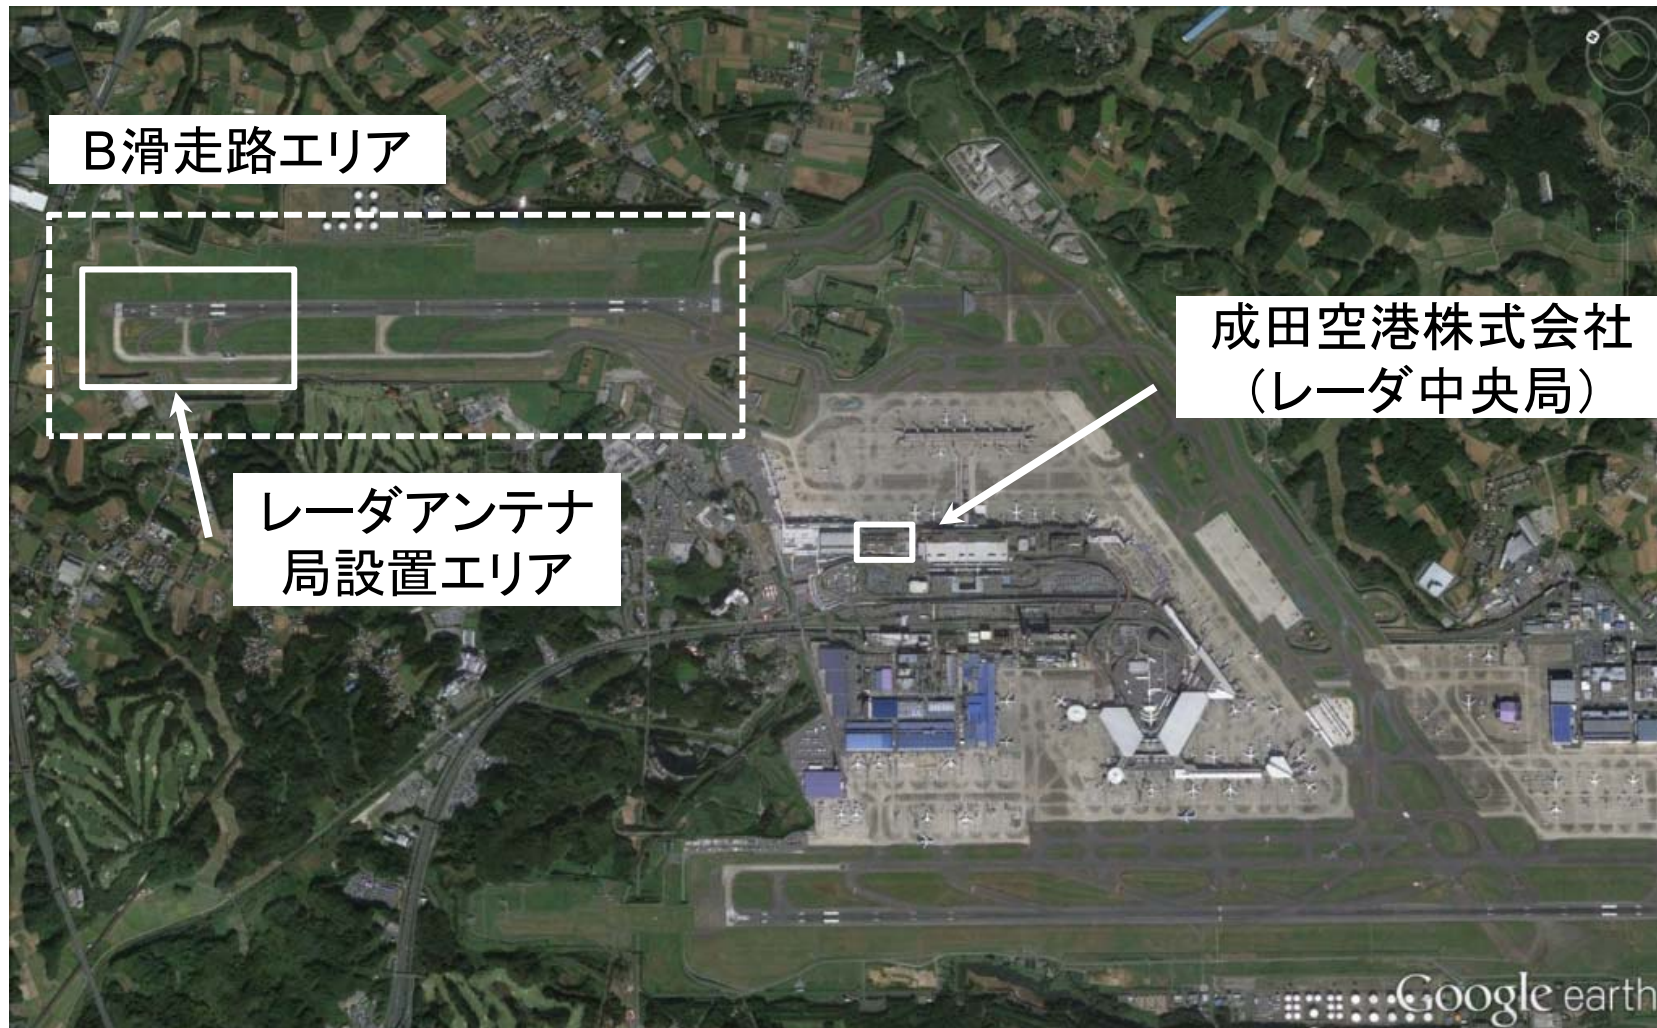 B滑走路エリア
成田空港株式会社
（レーダ中央局）
レーダアンテナ
局設置エリア
Google earth